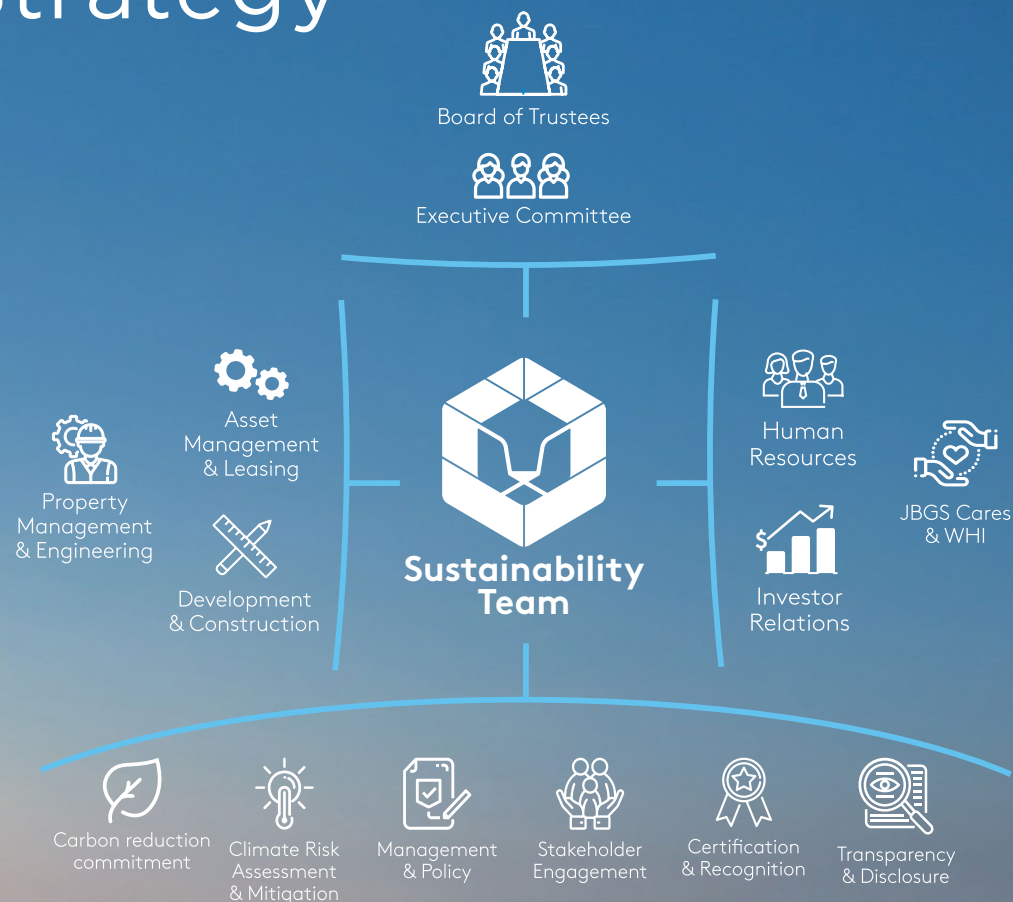 Strategy
Board of Trustees
Executive Committee
Asset
Management
& Leasing
Property
Management
& Engineering
Development
& Construction
Sustainability
Team
Human
Resources
$
Investor
Relations
JBGS Cares
& WHI
Carbon reduction
commitment
Climate Risk
Assessment
& Mitigation
Management
& Policy
Stakeholder
Engagement
Certification
& Recognition
Transparency
& Disclosure